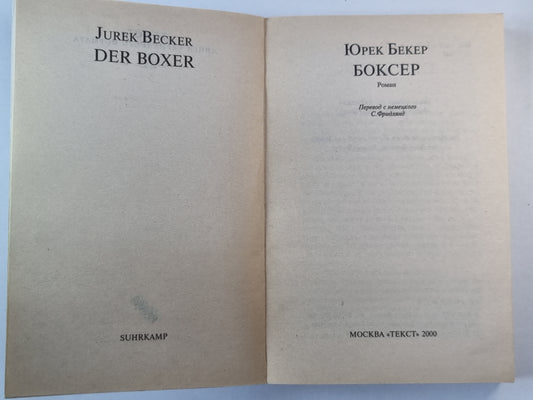 JUREK BECKER
DER BOXER
SUHRKAMP
ЮРЕК БЕКЕР
БОКСЕР
Роман
Перевод с немецкого
С.Фридлянд
МОСКВА «ТЕКСТ» 2000